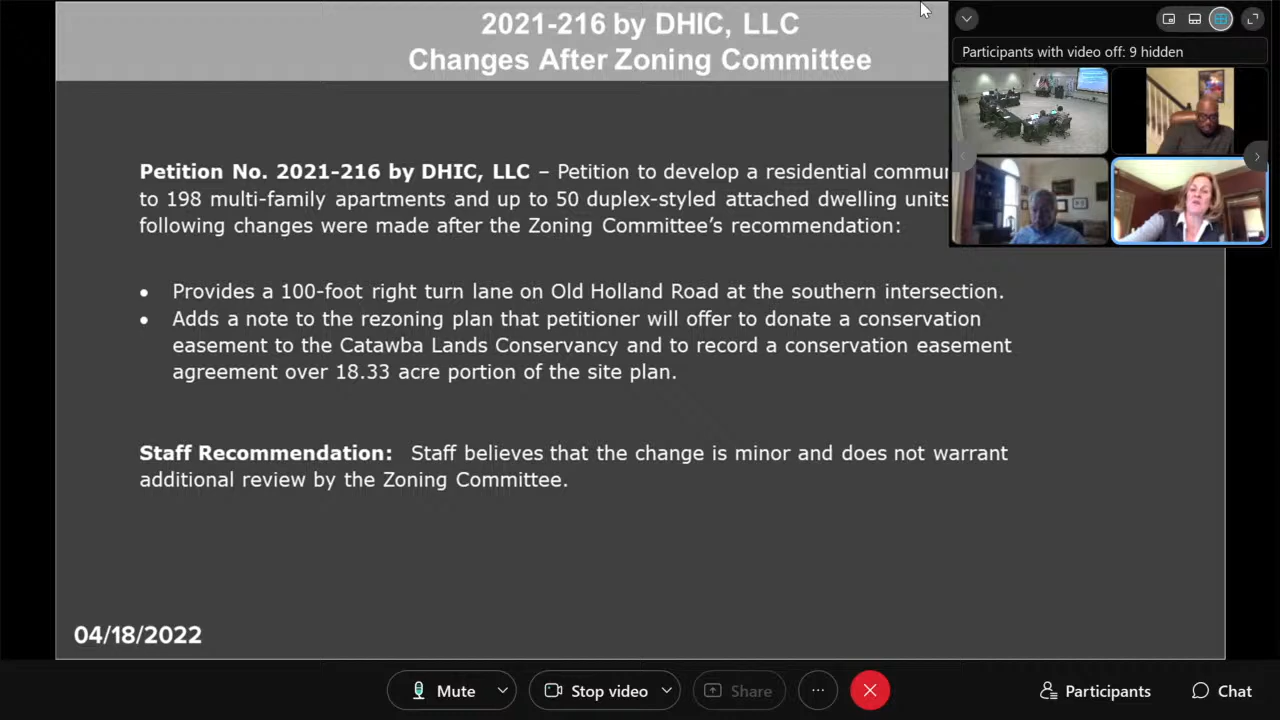 2021-216 by DHIC, LLC
Changes After Zoning Committee
Participants with video off: 9 hidden
Petition No. 2021-216 by DHIC, LLC – Petition to develop a residential commun
to 198 multi-family apartments and up to 50 duplex-styled attached dwelling units
following changes were made after the Zoning Committee's recommendation:
• Provides a 100-foot right turn lane on Old Holland Road at the southern intersection.
• Adds a note to the rezoning plan that petitioner will offer to donate a conservation
easement to the Catawba Lands Conservancy and to record a conservation easement
agreement over 18.33 acre portion of the site plan.
Staff Recommendation: Staff believes that the change is minor and does not warrant
additional review by the Zoning Committee.
04/18/2022
Mute
Stop video
Share
Participants
Chat